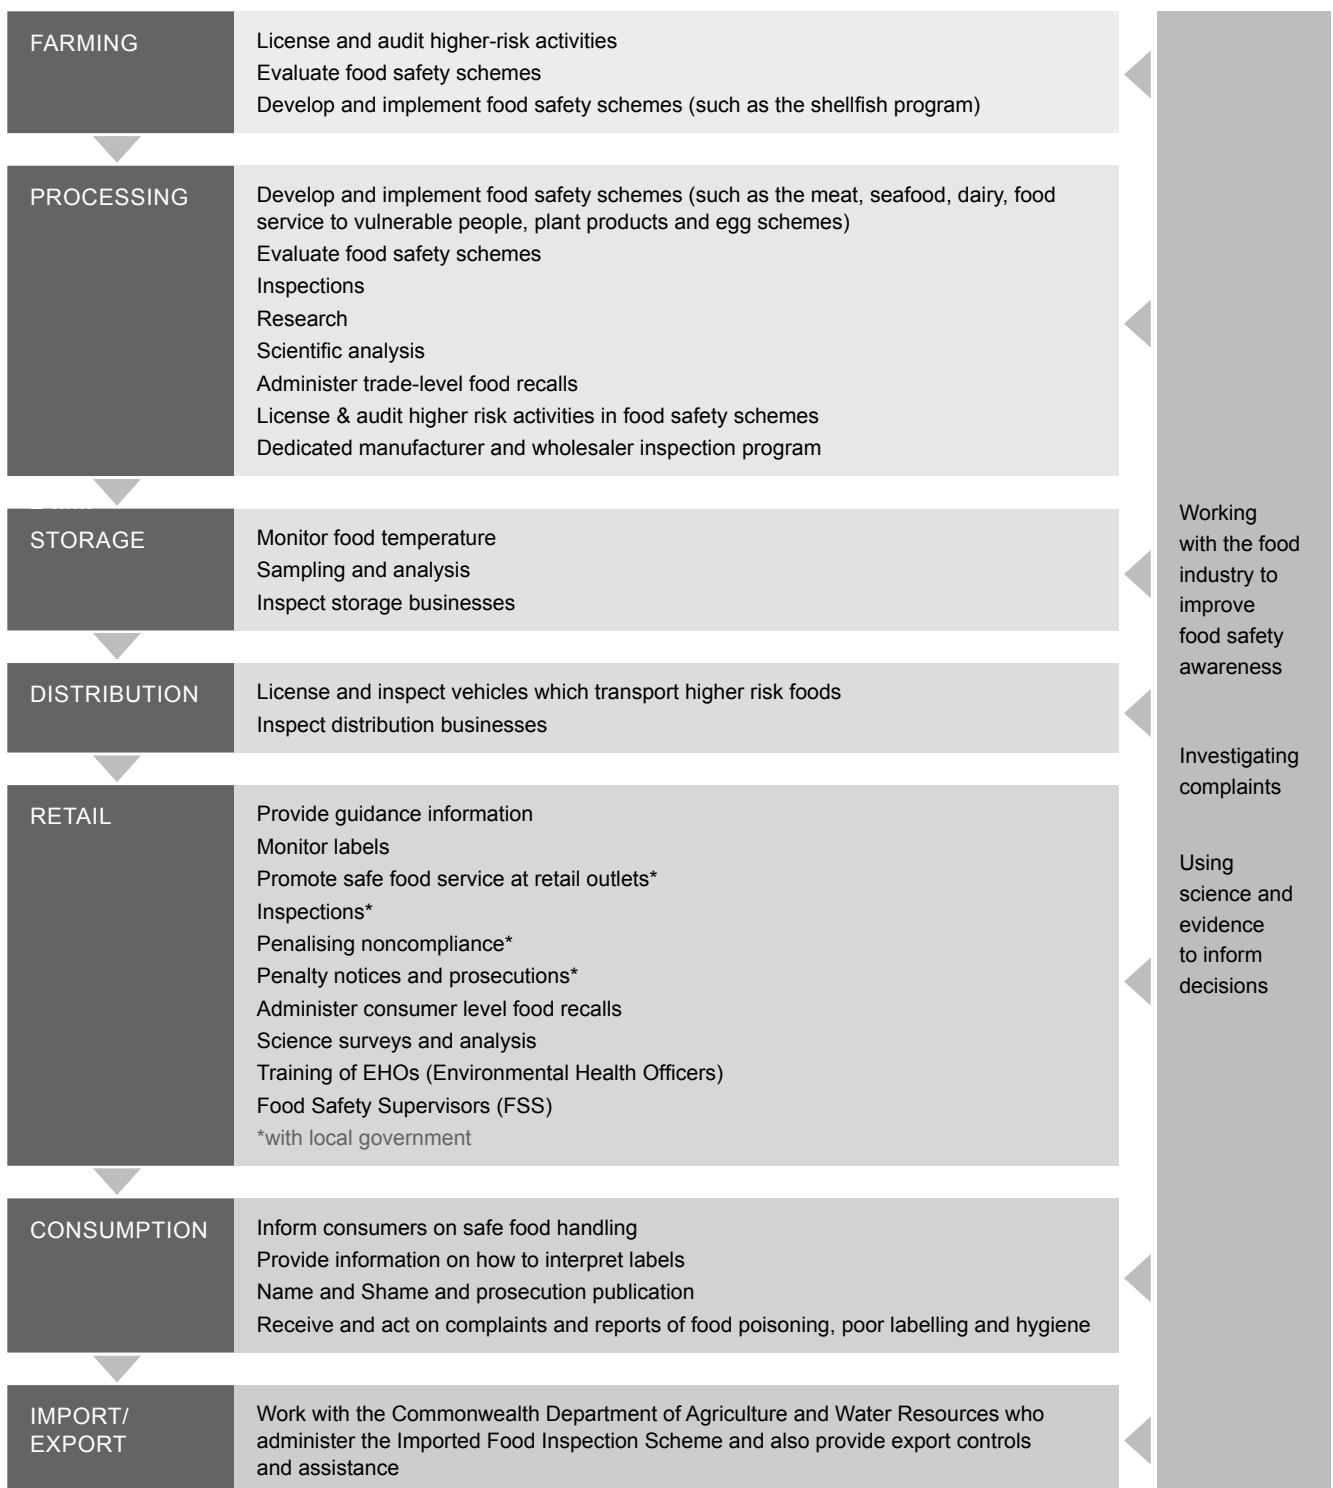 FARMING
License and audit higher-risk activities
Evaluate food safety schemes
Develop and implement food safety schemes (such as the shellfish program)
PROCESSING
Develop and implement food safety schemes (such as the meat, seafood, dairy, food
service to vulnerable people, plant products and egg schemes)
Evaluate food safety schemes
Inspections
Research
Scientific analysis
Administer trade-level food recalls
License & audit higher risk activities in food safety schemes
Dedicated manufacturer and wholesaler inspection program
STORAGE
Monitor food temperature
Sampling and analysis
Inspect storage businesses
DISTRIBUTION
License and inspect vehicles which transport higher risk foods
Inspect distribution businesses
RETAIL
Provide guidance information
Monitor labels
Promote safe food service at retail outlets*
Inspections*
Penalising noncompliance*
Penalty notices and prosecutions*
Administer consumer level food recalls
Science surveys and analysis
Training of EHOs (Environmental Health Officers)
Food Safety Supervisors (FSS)
*with local government
CONSUMPTION
Inform consumers on safe food handling
Provide information on how to interpret labels
Name and Shame and prosecution publication
Receive and act on complaints and reports of food poisoning, poor labelling and hygiene
IMPORT/
EXPORT
Work with the Commonwealth Department of Agriculture and Water Resources who
administer the Imported Food Inspection Scheme and also provide export controls
and assistance
Working
with the food
industry to
improve
food safety
awareness
Investigating
complaints
Using
science and
evidence
to inform
decisions